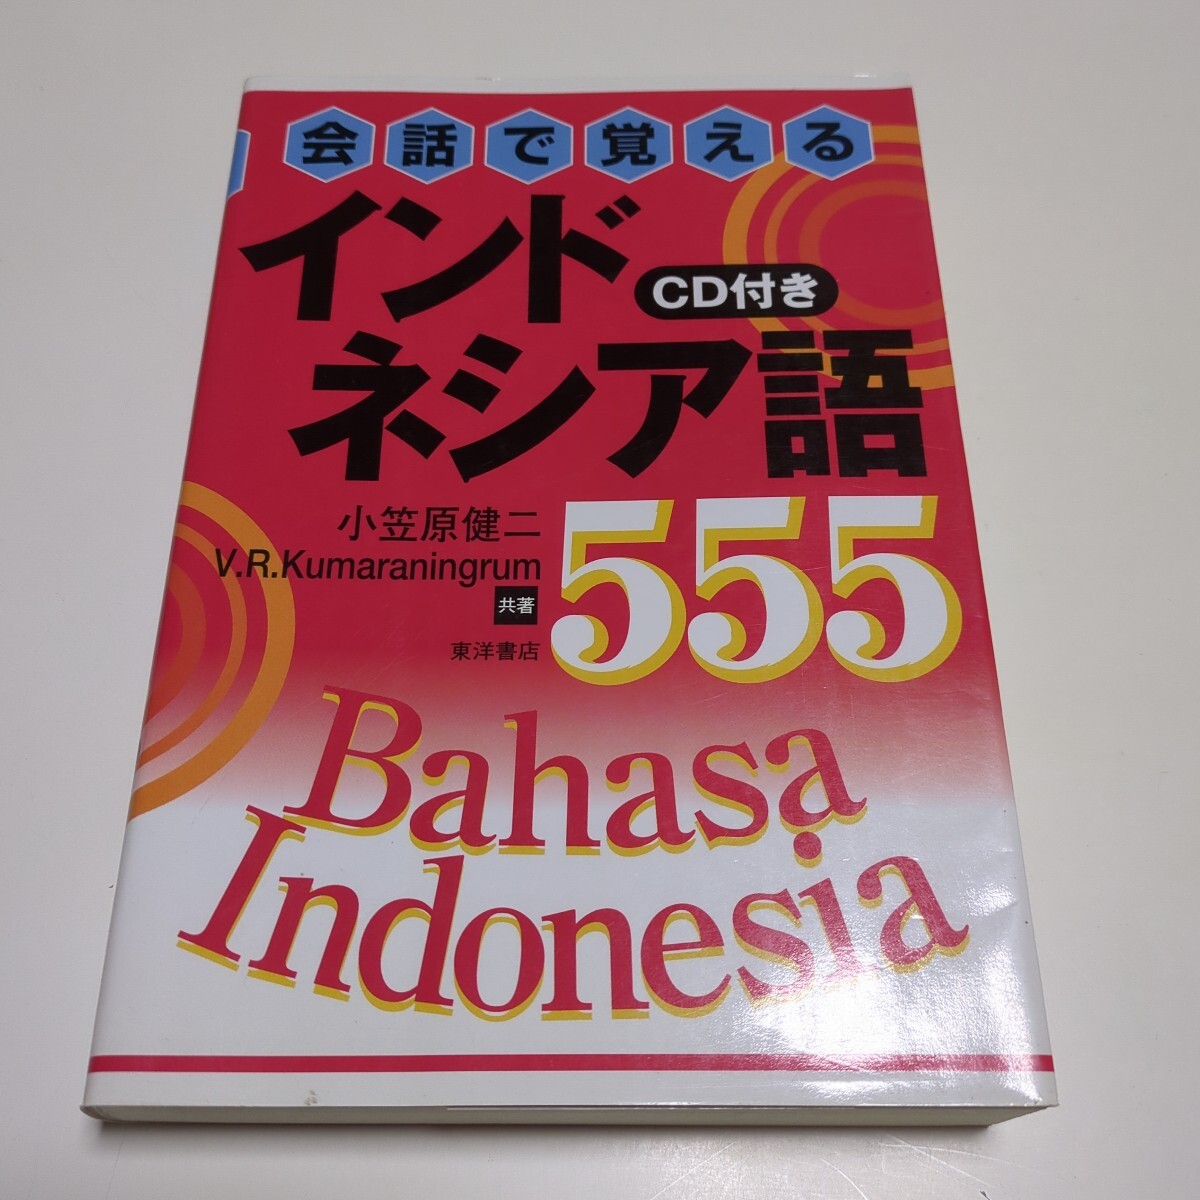 会話で覚える
インド
CD付き
ネシア語
555
小笠原健二
V.R.Kumaraningrum
共著
東洋書店
Bahasa
Indonesia